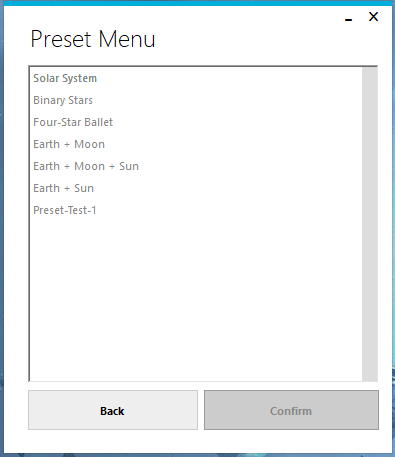 Preset Menu
Solar System
Binary Stars
Four-Star Ballet
Earth + Moon
Earth + Moon + Sun
Earth + Sun
Preset-Test-1
Back
Confirm